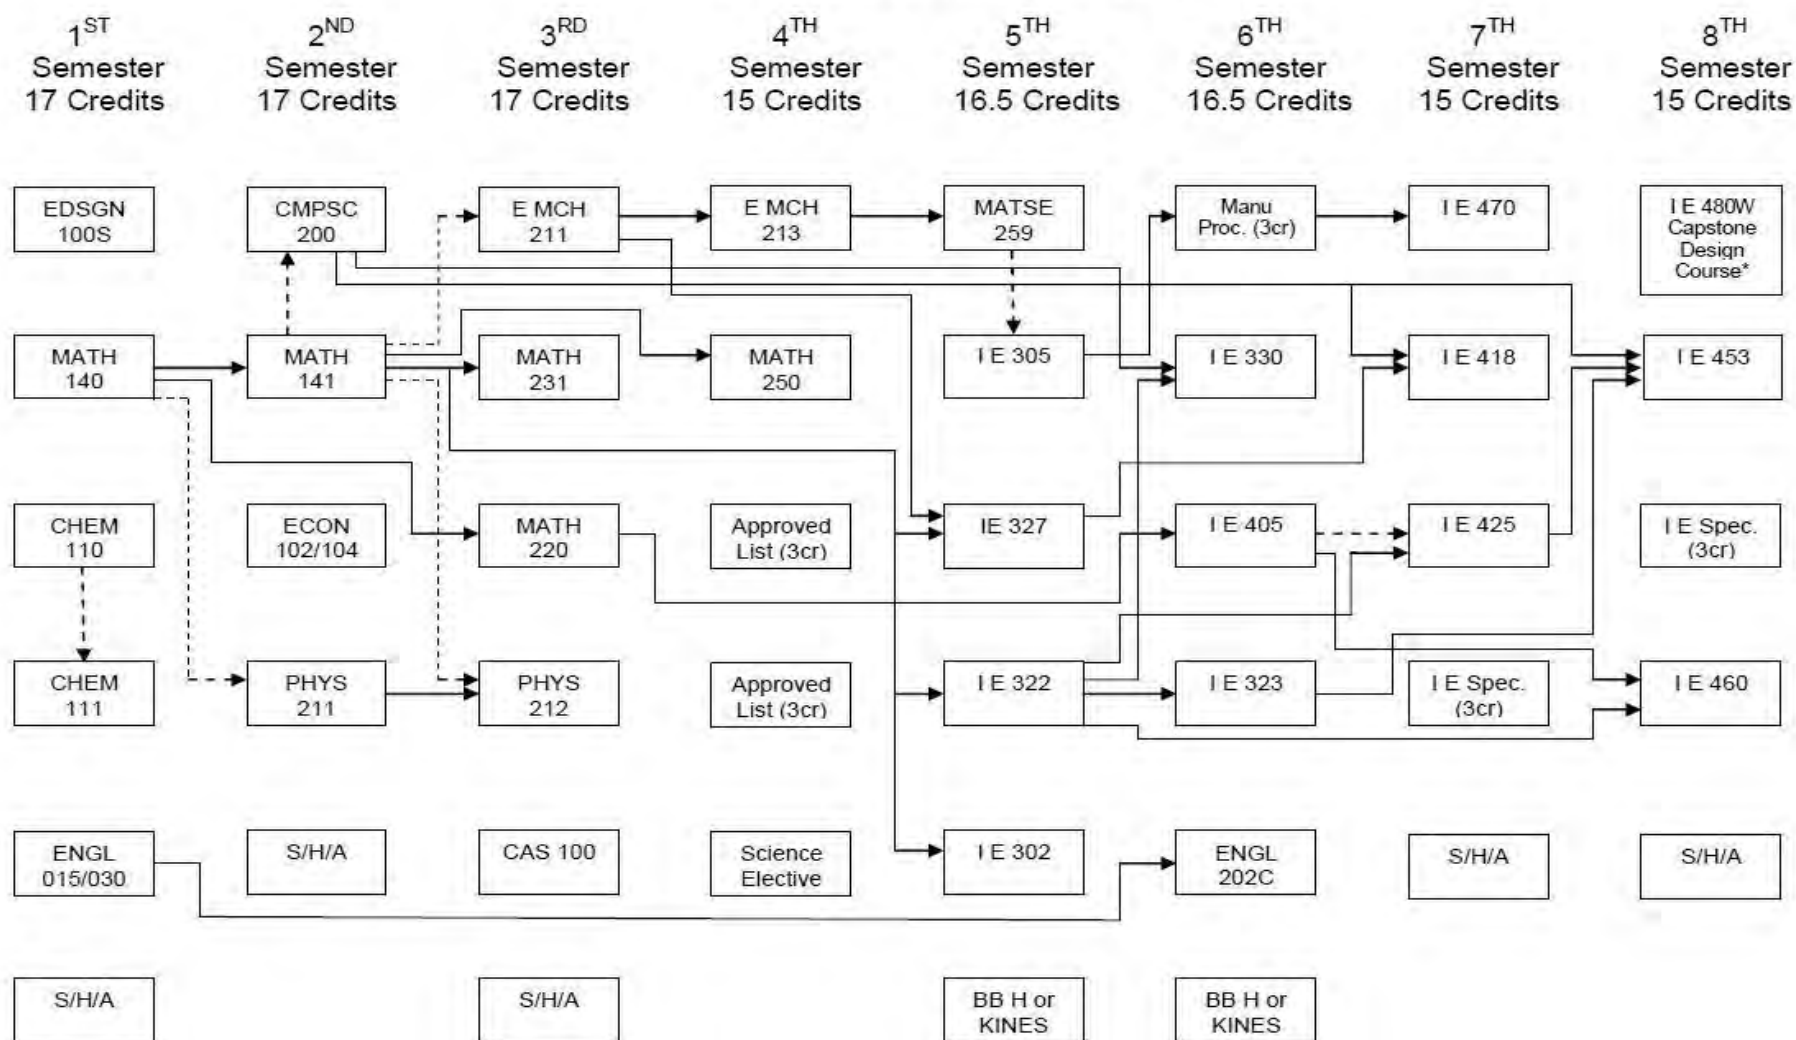 1ST
Semester
17 Credits
2ND
Semester
17 Credits
3RD
Semester
17 Credits
4TH
Semester
15 Credits
5TH
Semester
16.5 Credits
6TH
Semester
16.5 Credits
7TH
Semester
15 Credits
8TH
Semester
15 Credits
EDSGN
100S
CMPSC
200
E MCH
211
E MCH
213
MATSE
259
Manu
Proc. (3cr)
I E 470
I E 480W
Capstone
Design
Course*
MATH
140
MATH
141
MATH
231
MATH
250
I E 305
I E 330
I E 418
I E 453
CHEM
110
ECON
102/104
MATH
220
Approved
List (3cr)
IE 327
I E 405
I E 425
I E Spec.
(3cr)
CHEM
111
PHYS
211
PHYS
212
Approved
List (3cr)
I E 322
I E 323
I E Spec.
(3cr)
I E 460
ENGL
015/030
S/H/A
CAS 100
Science
Elective
I E 302
ENGL
202C
S/H/A
S/H/A
S/H/A
S/H/A
BB H or
KINES
BB H or
KINES